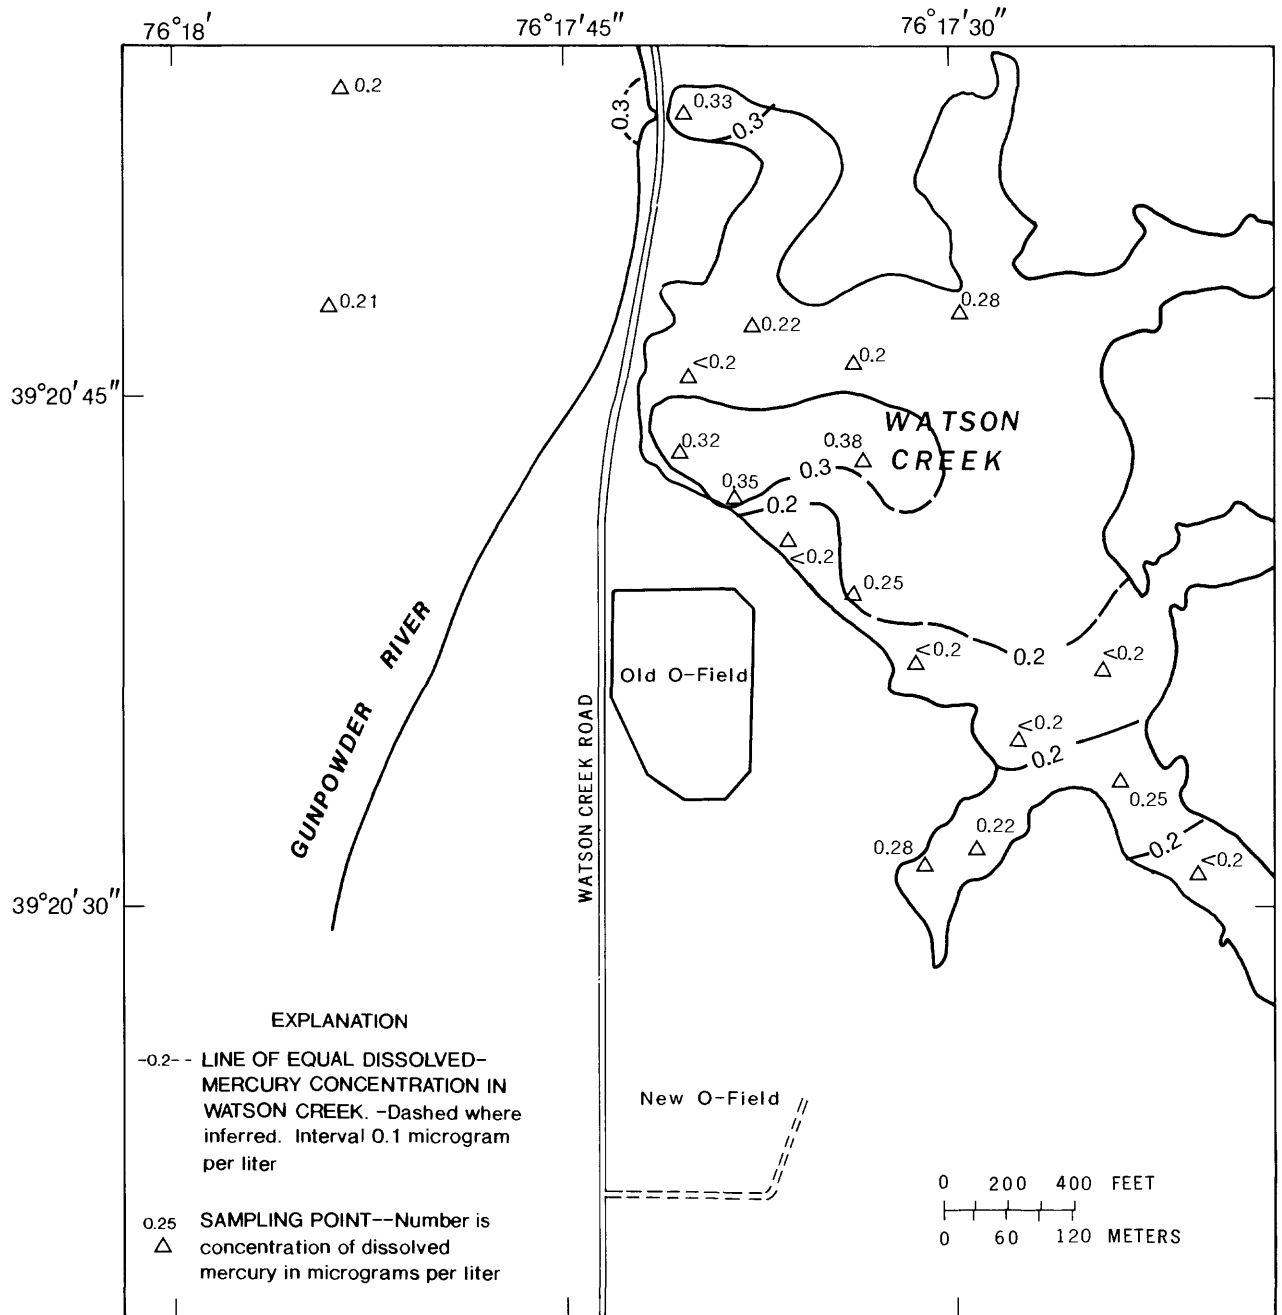 76°18'
76°17'45"
76°17'30"
0.2
0.3
0.33
0.3
0.21
0.28
0.22
<0.2
0.2
39°20'45"
WATSON
CREEK
0.32
0.38
0.3
0.35
0.2
<0.2
0.25
GUNPOWDER RIVER
<0.2
0.2
<0.2
Old O-Field
WATSON CREEK ROAD
<0.2
0.2
0.25
0.22
0.28
0.2
<0.2
39°20'30"
EXPLANATION
-0.2-- LINE OF EQUAL DISSOLVED-
MERCURY CONCENTRATION IN
WATSON CREEK. -Dashed where
inferred. Interval 0.1 microgram
per liter
New O-Field
0.25 SAMPLING POINT--Number is
concentration of dissolved
mercury in micrograms per liter
0 200 400 FEET
0 60 120 METERS